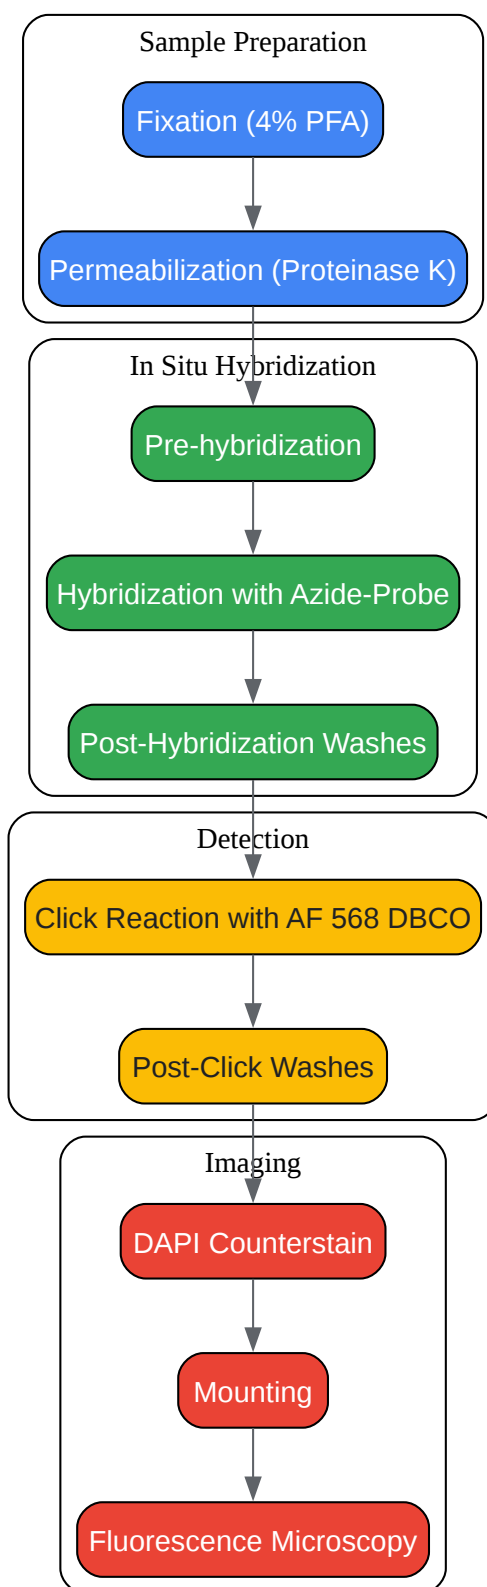 Sample Preparation
Fixation (4% PFA)
Permeabilization (Proteinase K)
In Situ Hybridization
Pre-hybridization
Hybridization with Azide-Probe
Post-Hybridization Washes
Detection
Click Reaction with AF 568 DBCO
Post-Click Washes
Imaging
DAPI Counterstain
Mounting
Fluorescence Microscopy